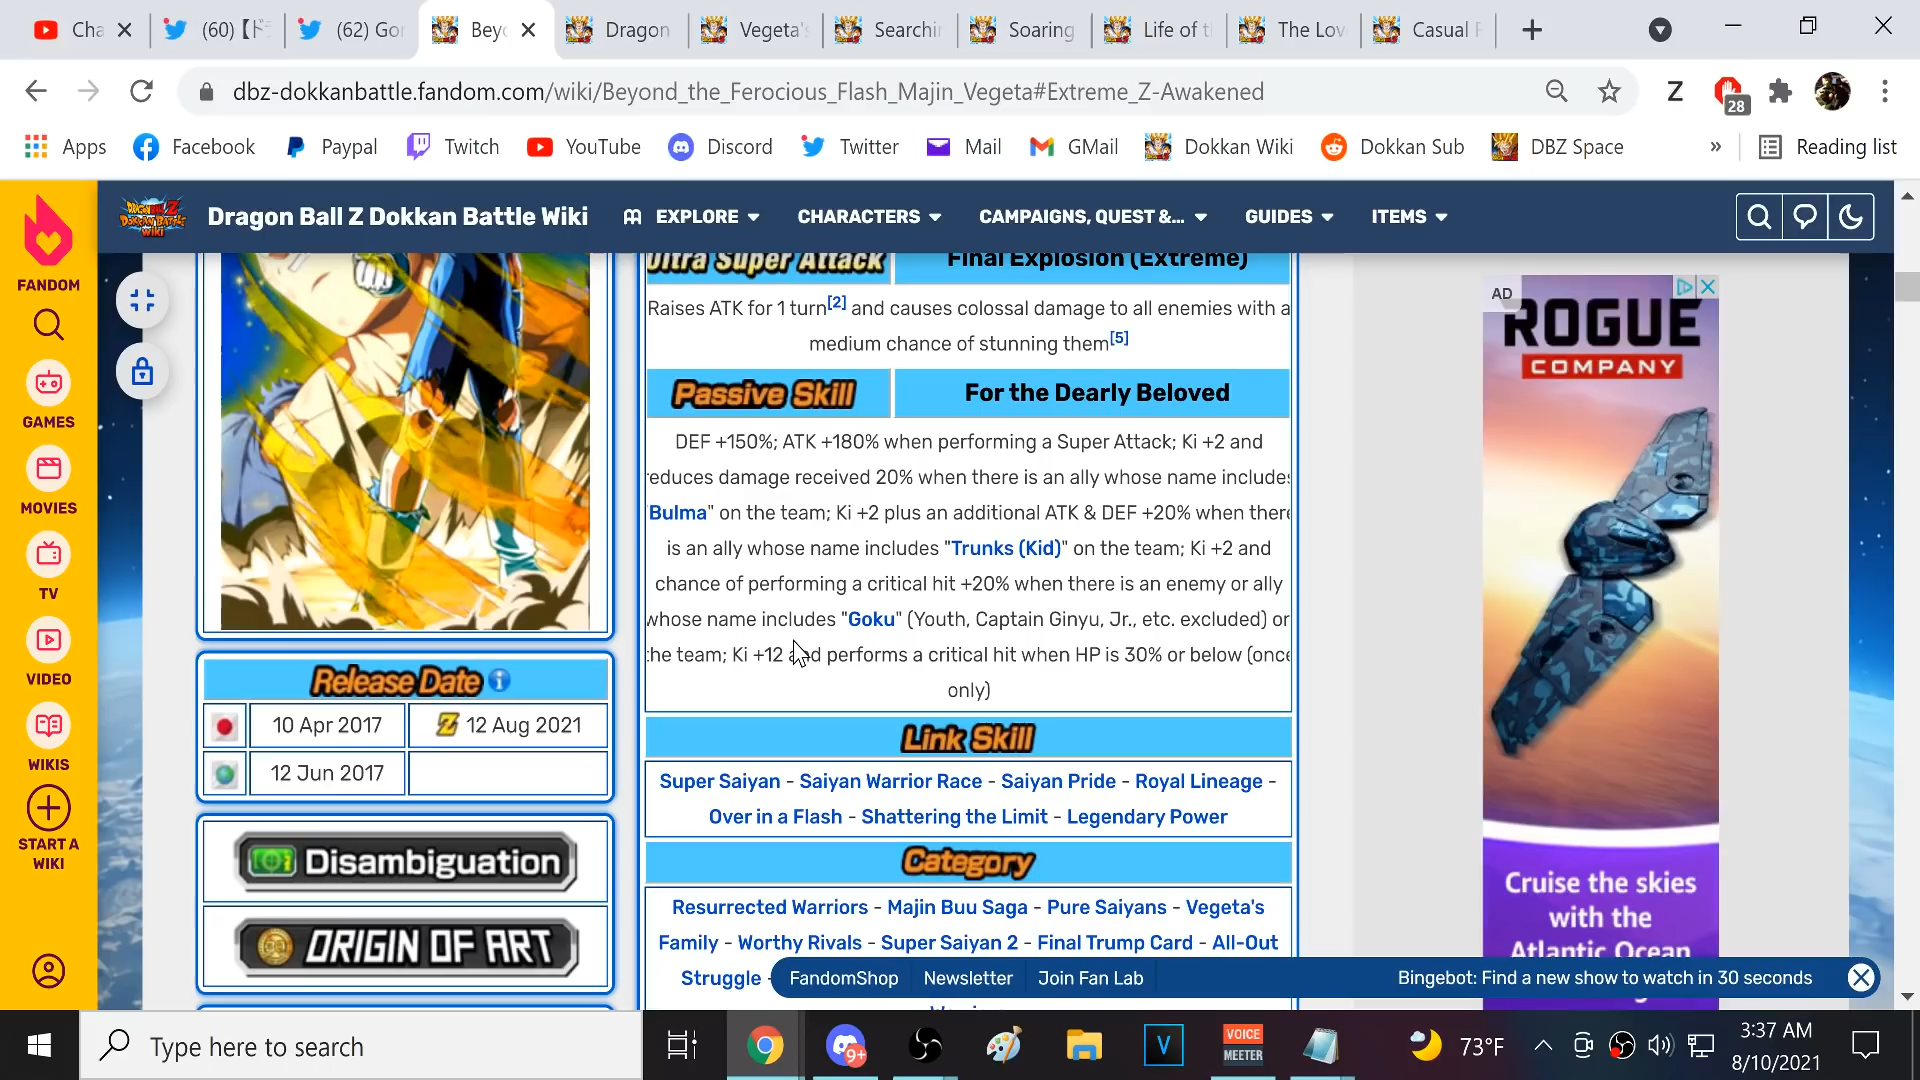 Cha
(60)【ド
(62) Gor
Bey
Dragon
Vegeta's
Searchin
Soaring
Life of t
The Lov
Casual F
dbz-dokkanbattle.fandom.com/wiki/Beyond_the_Ferocious_Flash_Majin_Vegeta#Extreme_Z-Awakened
Z
28
Apps
Facebook
Paypal
Twitch
YouTube
Discord
Twitter
Mail
GMail
Dokkan Wiki
Dokkan Sub
DBZ Space
»
Reading list
Dragon Ball Z Dokkan Battle Wiki
EXPLORE
CHARACTERS
CAMPAIGNS, QUEST &...
GUIDES
ITEMS
FANDOM
GAMES
MOVIES
TV
VIDEO
WIKIS
START A
WIKI
Ultra Super Attack
Final Explosion (Extreme)
Raises ATK for 1 turn[2] and causes colossal damage to all enemies with a
medium chance of stunning them[5]
Passive Skill
For the Dearly Beloved
DEF +150%; ATK +180% when performing a Super Attack; Ki +2 and
reduces damage received 20% when there is an ally whose name includes
Bulma" on the team; Ki +2 plus an additional ATK & DEF +20% when there
is an ally whose name includes "Trunks (Kid)" on the team; Ki +2 and
chance of performing a critical hit +20% when there is an enemy or ally
whose name includes "Goku" (Youth, Captain Ginyu, Jr., etc. excluded) on
the team; Ki +12 and performs a critical hit when HP is 30% or below (once
only)
Link Skill
Super Saiyan - Saiyan Warrior Race - Saiyan Pride - Royal Lineage -
Over in a Flash - Shattering the Limit - Legendary Power
Category
Resurrected Warriors - Majin Buu Saga - Pure Saiyans - Vegeta's
Family - Worthy Rivals - Super Saiyan 2 - Final Trump Card - All-Out
Struggle -
Release Date
10 Apr 2017
Z 12 Aug 2021
12 Jun 2017
Disambiguation
ORIGIN OF ART
AD
ROGUE
COMPANY
Cruise the skies
with the
Atlantic Ocean
FandomShop
Newsletter
Join Fan Lab
Bingebot: Find a new show to watch in 30 seconds
Type here to search
9+
V
VOICE
MEETER
73°F
3:37 AM
8/10/2021